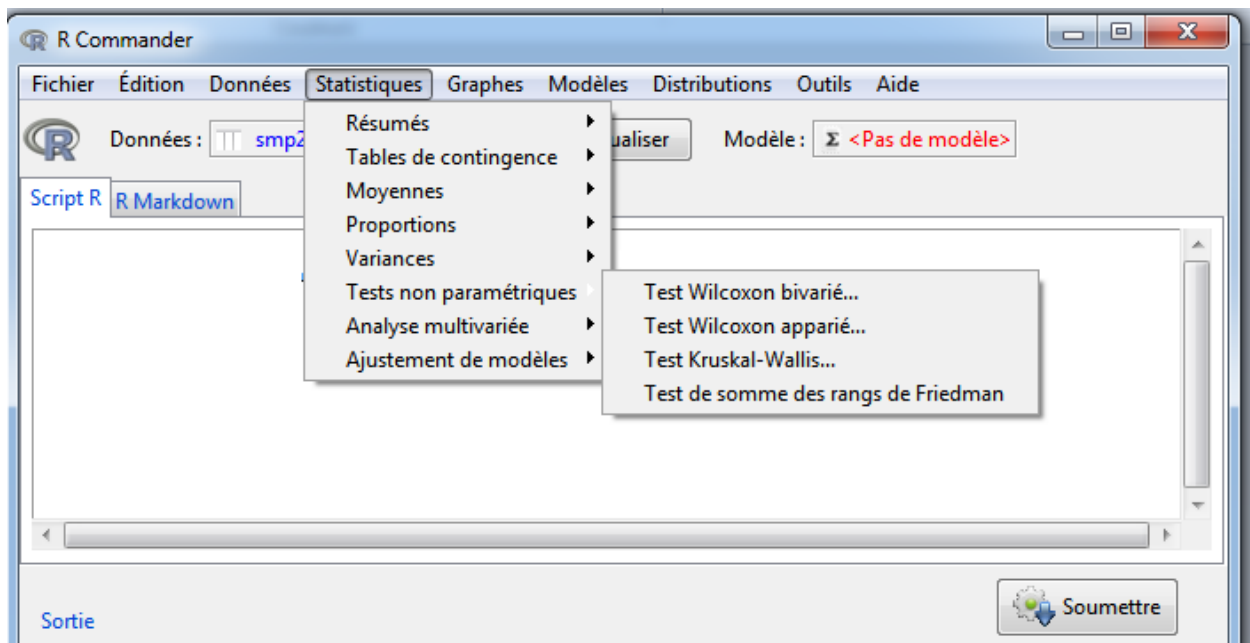 R Commander
Fichier Édition Données Statistiques Graphes Modèles Distributions Outils Aide
Données : smp2 Modèle : Σ <Pas de modèle>
Script R R Markdown
Résumés
Tables de contingence
Moyennes
Proportions
Variances
Tests non paramétriques
Analyse multivariée
Ajustement de modèles
Test Wilcoxon bivarié...
Test Wilcoxon apparié...
Test Kruskal-Wallis...
Test de somme des rangs de Friedman
Soumettre
Sortie